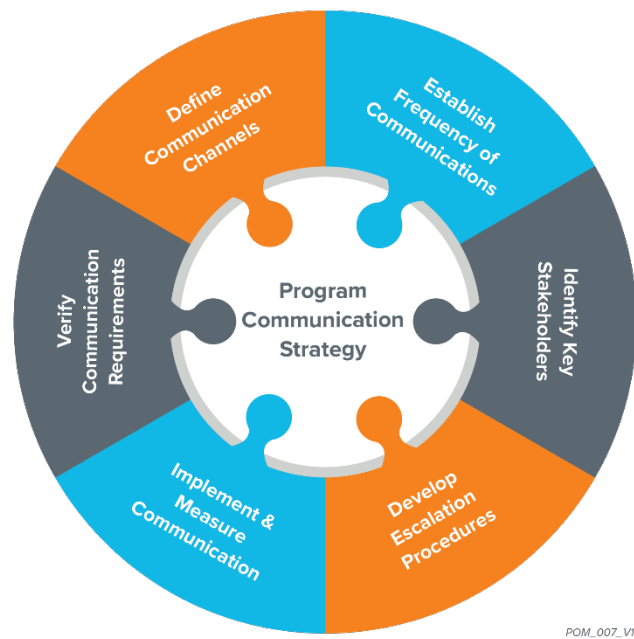 Define
Communication
Channels
Establish
Frequency of
Communications
Verify
Communication
Requirements
Program
Communication
Strategy
Identify Key
Stakeholders
Implement &
Measure
Communication
Develop
Escalation
Procedures
POM_007_V1